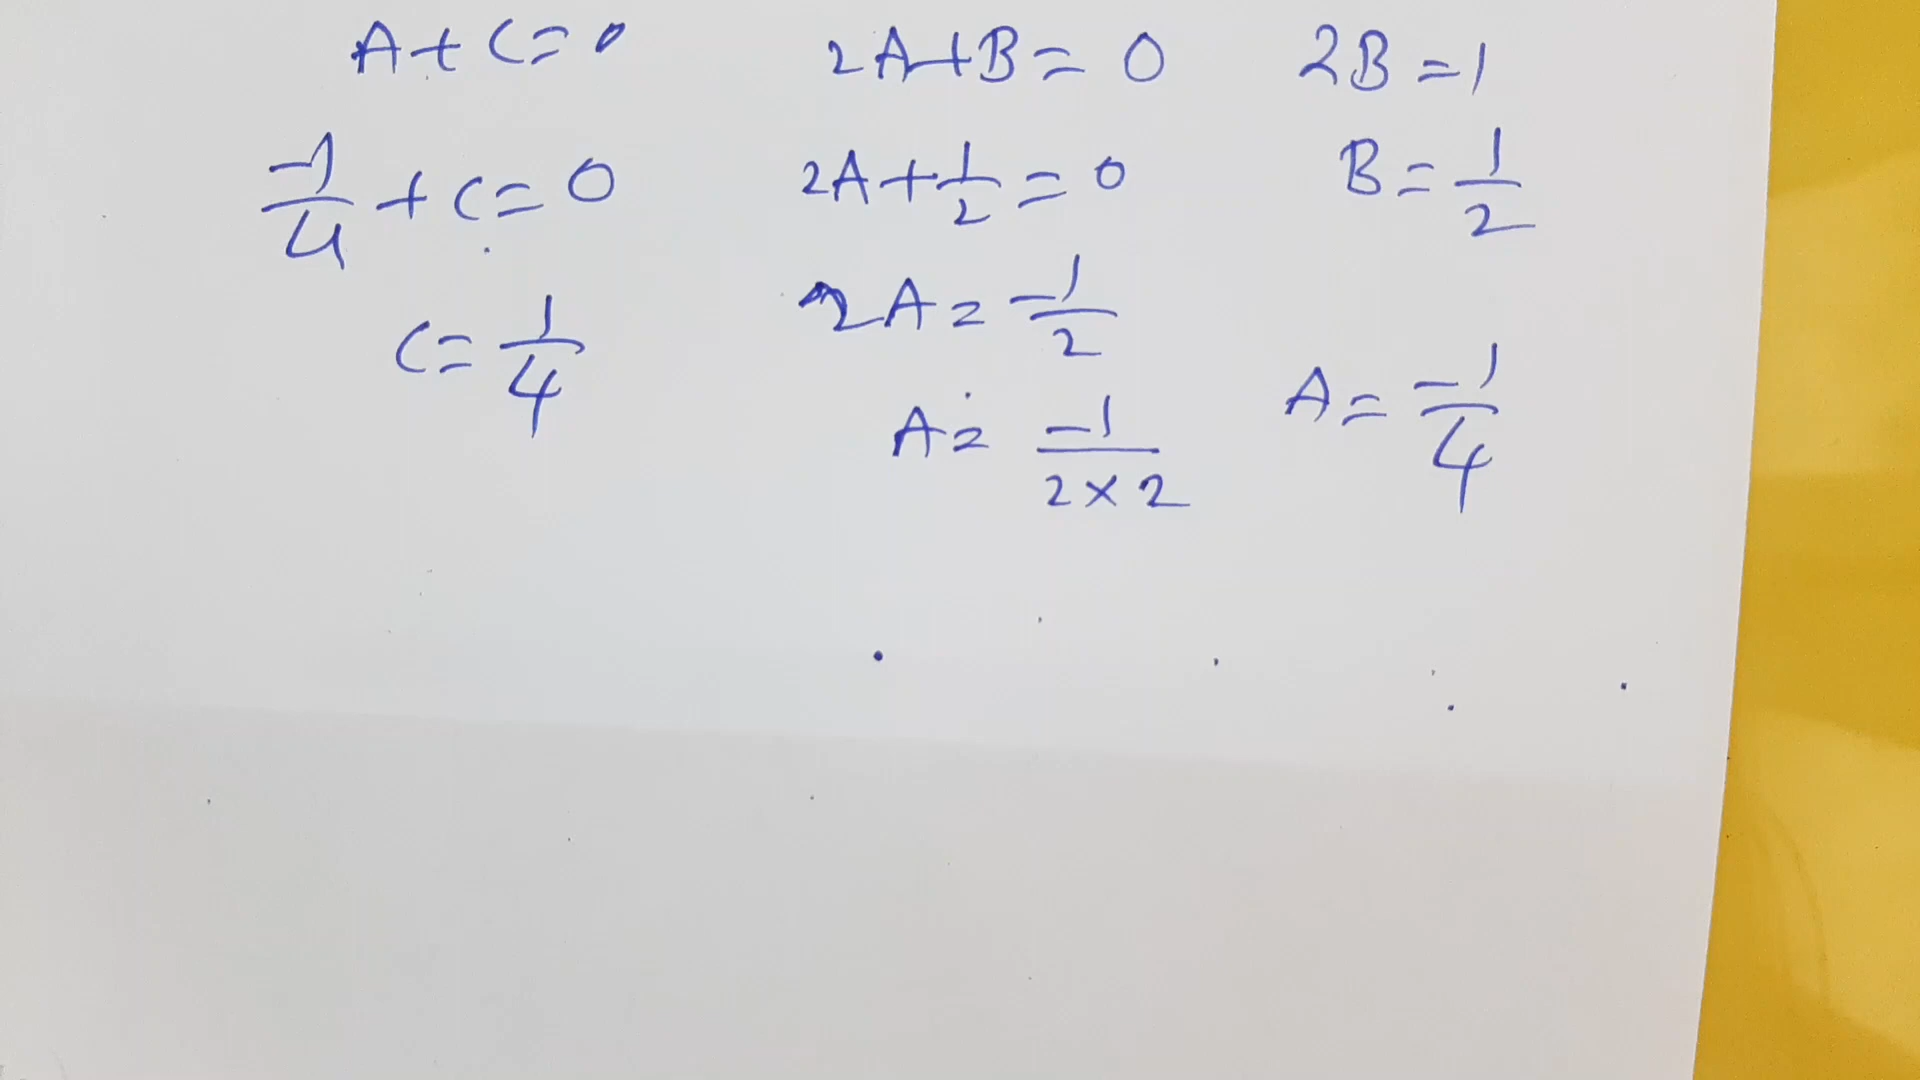 A + C = 0    2A + B = 0    2B = 1
-1/4 + C = 0    2A + 1/2 = 0    B = 1/2
C = 1/4    2A = -1/2
A = -1/(2 × 2)    A = -1/4